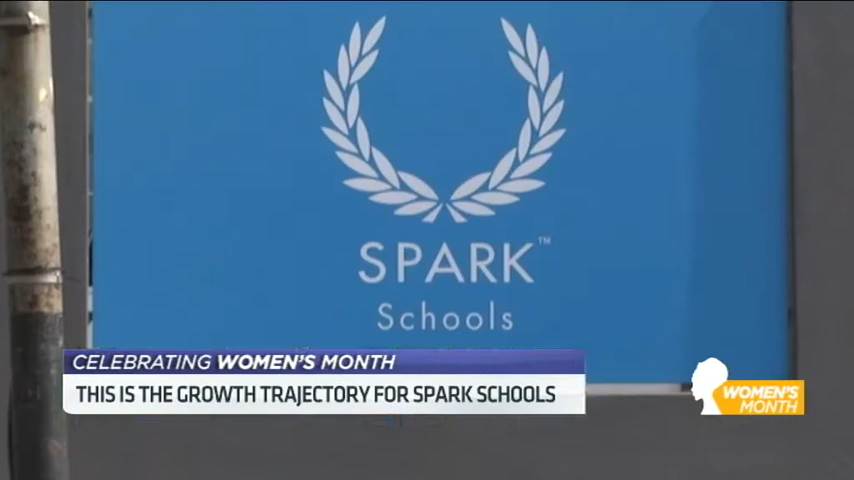 SPARK™
Schools
CELEBRATING WOMEN'S MONTH
THIS IS THE GROWTH TRAJECTORY FOR SPARK SCHOOLS
WOMEN'S
MONTH